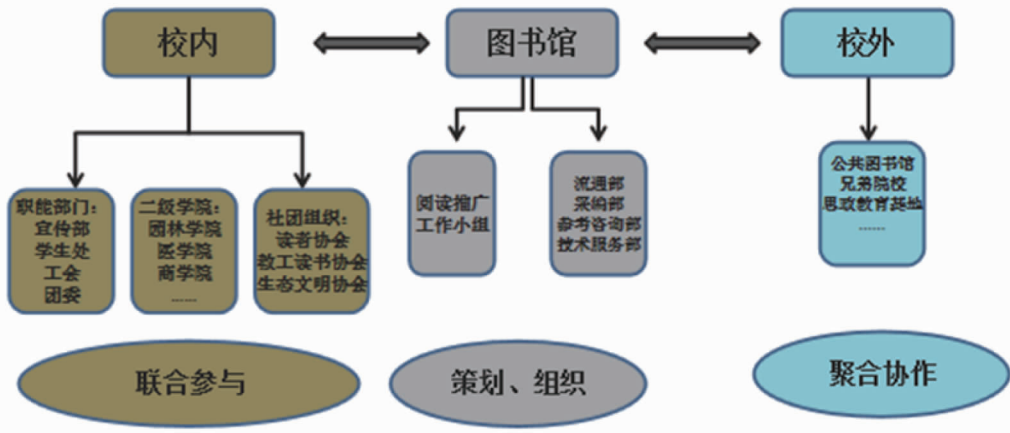 校内
图书馆
校外
职能部门：
宣传部
学生处
工会
团委
二级学院：
园林学院
医学院
商学院
……
社团组织：
读者协会
教工读书协会
生态文明协会
阅读推广
工作小组
流通部
采编部
参考咨询部
技术服务部
公共图书馆
兄弟院校
思政教育基地
……
联合参与
策划、组织
聚合协作